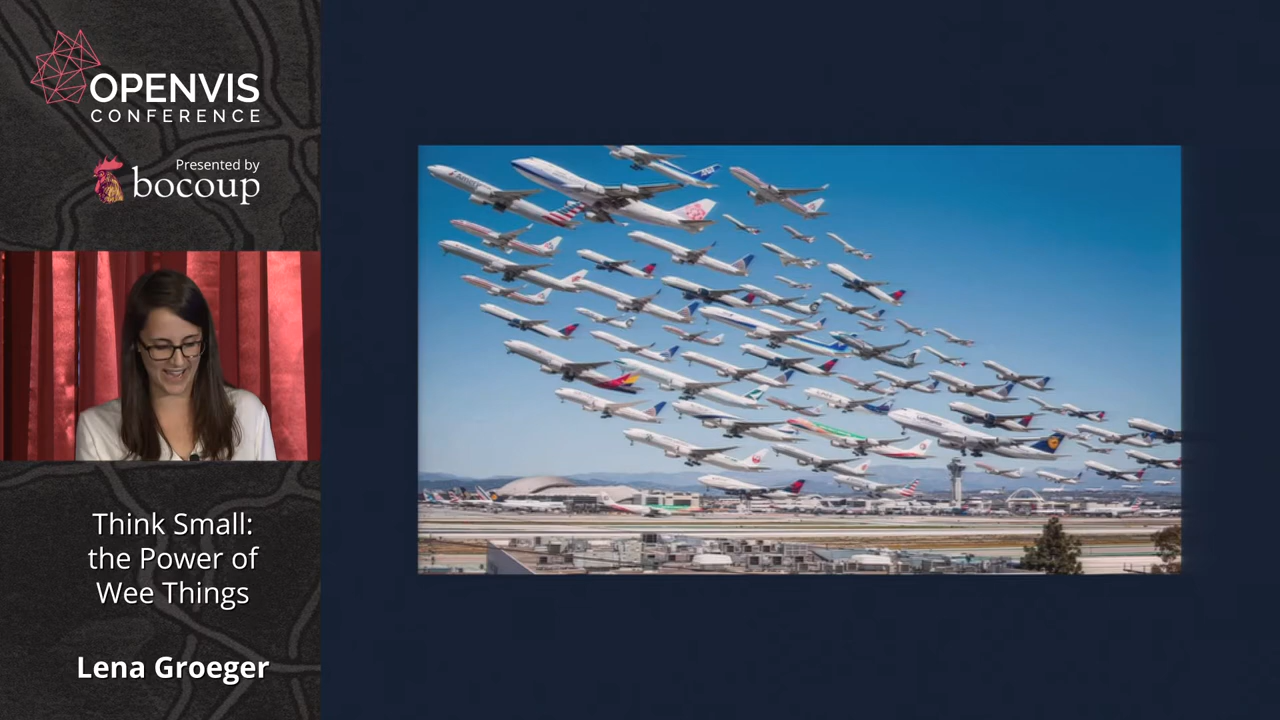 OPENVIS
CONFERENCE
Presented by
bocoup
Think Small:
the Power of
Wee Things
Lena Groeger